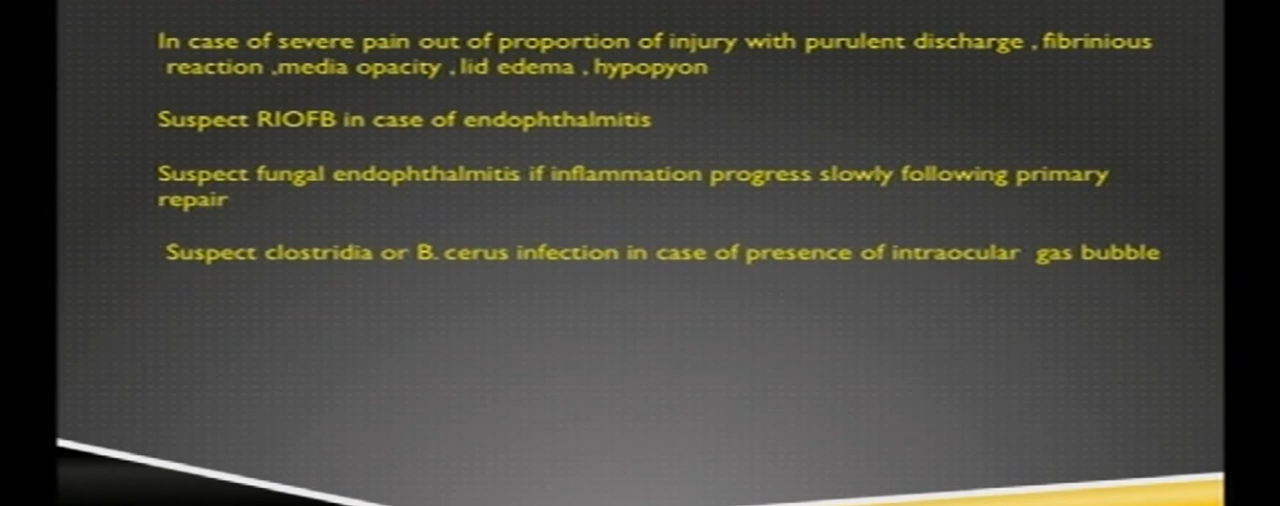 In case of severe pain out of proportion of injury with purulent discharge , fibrinious
reaction ,media opacity , lid edema , hypopyon
Suspect RIOFB in case of endophthalmitis
Suspect fungal endophthalmitis if inflammation progress slowly following primary
repair
Suspect clostridia or B. cerus infection in case of presence of intraocular gas bubble